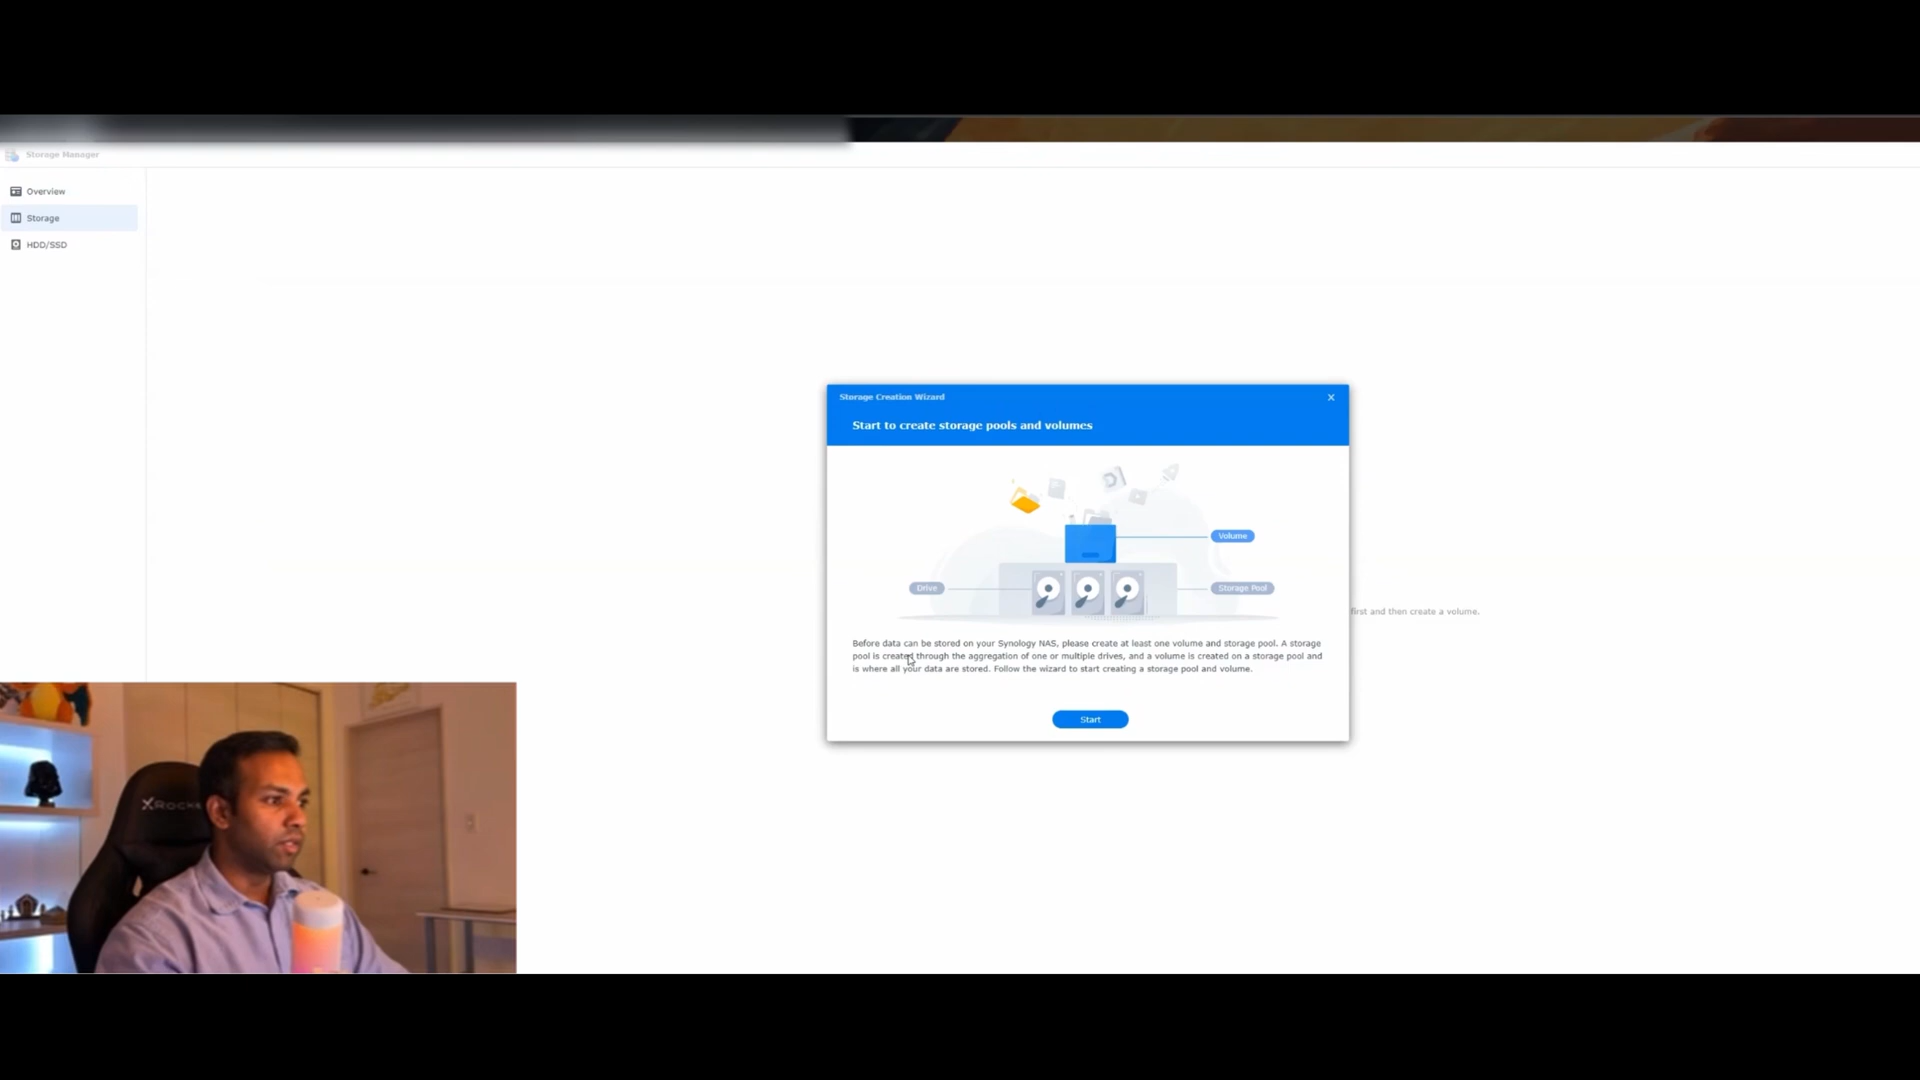 Storage Manager
Overview
Storage
HDD/SSD
Storage Creation Wizard
X
Start to create storage pools and volumes
Volume
Drive
Storage Pool
first and then create a volume.
Before data can be stored on your Synology NAS, please create at least one volume and storage pool. A storage
pool is created through the aggregation of one or multiple drives, and a volume is created on a storage pool and
is where all your data are stored. Follow the wizard to start creating a storage pool and volume.
Start